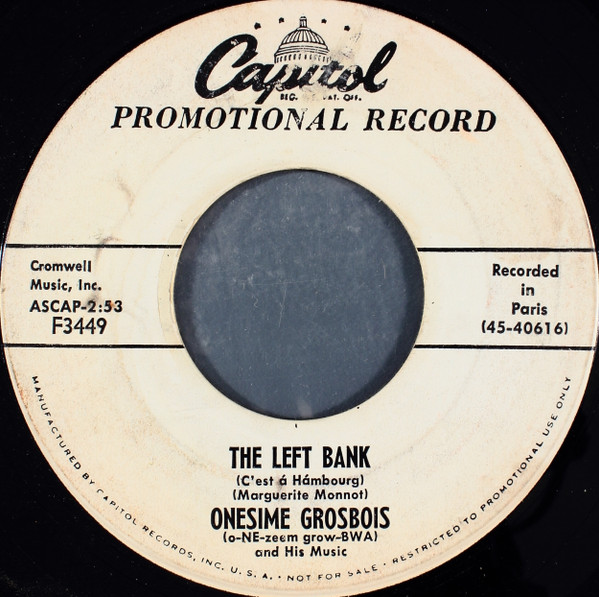 Capitol
REG. PAT. OFF.
PROMOTIONAL RECORD
Cromwell
Music, Inc.
ASCAP-2:53
F3449
Recorded
in
Paris
(45-40616)
THE LEFT BANK
(C'est á Hámbourg)
(Marguerite Monnot)
ONESIME GROSBOIS
(o-NE-zeem grow-BWA)
and His Music
MANUFACTURED BY CAPITOL RECORDS, INC. U. S. A. • NOT FOR SALE • RESTRICTED TO PROMOTIONAL USE ONLY